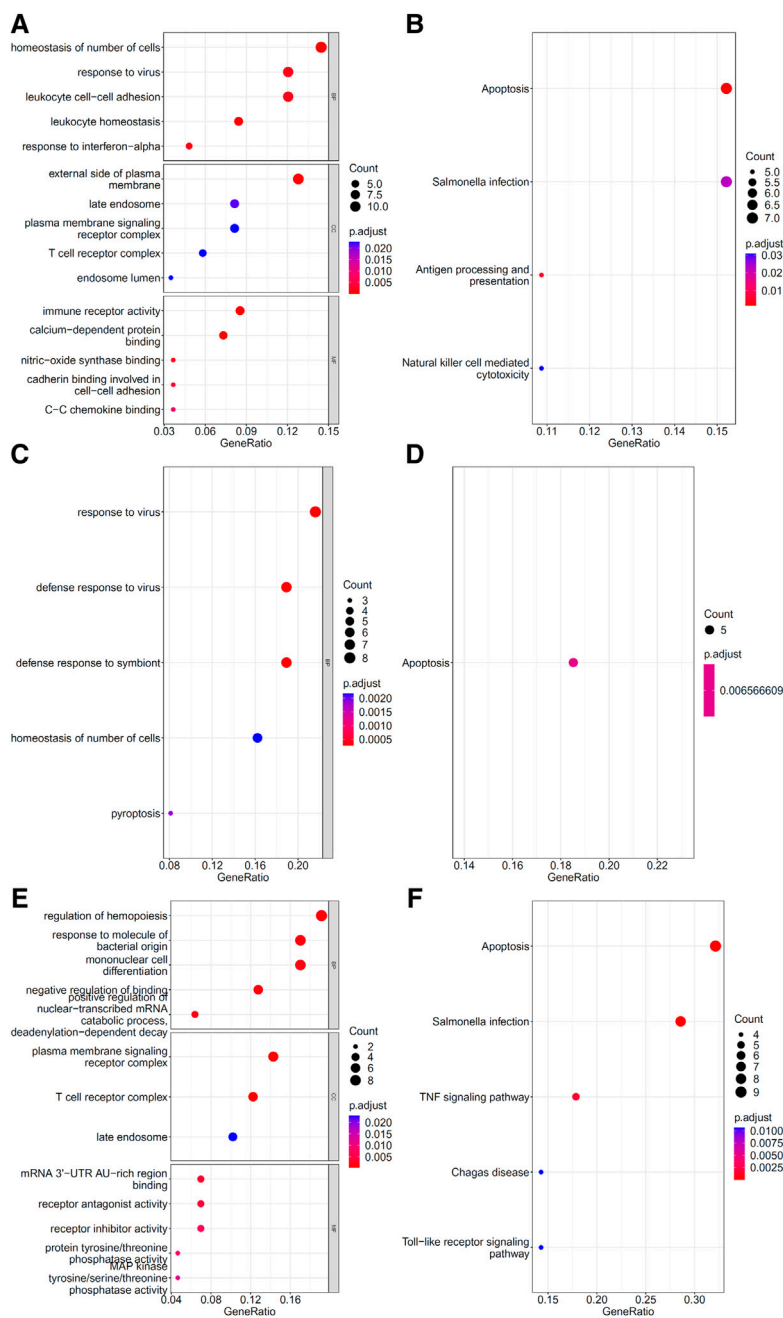 A
homeostasis of number of cells
response to virus
leukocyte cell-cell adhesion
leukocyte homeostasis
response to interferon-alpha
BP
external side of plasma
membrane
late endosome
plasma membrane signaling
receptor complex
T cell receptor complex
endosome lumen
CC
immune receptor activity
calcium-dependent protein
binding
nitric-oxide synthase binding
cadherin binding involved in
cell-cell adhesion
C-C chemokine binding
MF
0.03 0.06 0.09 0.12 0.15
GeneRatio
Count
5.0
7.5
10.0
p.adjust
0.020
0.015
0.010
0.005
B
Apoptosis
Salmonella infection
Antigen processing and
presentation
Natural killer cell mediated
cytotoxicity
0.11 0.12 0.13 0.14 0.15
GeneRatio
Count
5.0
5.5
6.0
6.5
7.0
p.adjust
0.03
0.02
0.01
C
response to virus
defense response to virus
defense response to symbiont
homeostasis of number of cells
pyroptosis
BP
0.08 0.12 0.16 0.20
GeneRatio
Count
3
4
5
6
7
8
p.adjust
0.0020
0.0015
0.0010
0.0005
D
Apoptosis
0.14 0.16 0.18 0.20 0.22
GeneRatio
Count
5
p.adjust
0.006566609
E
regulation of hemopoiesis
response to molecule of
bacterial origin
mononuclear cell
differentiation
negative regulation of binding
positive regulation of
nuclear-transcribed mRNA
catabolic process,
deadenylation-dependent decay
BP
plasma membrane signaling
receptor complex
T cell receptor complex
late endosome
CC
mRNA 3'-UTR AU-rich region
binding
receptor antagonist activity
receptor inhibitor activity
protein tyrosine/threonine
phosphatase activity
MAP kinase
tyrosine/serine/threonine
phosphatase activity
MF
0.04 0.08 0.12 0.16
GeneRatio
Count
2
4
6
8
p.adjust
0.020
0.015
0.010
0.005
F
Apoptosis
Salmonella infection
TNF signaling pathway
Chagas disease
Toll-like receptor signaling
pathway
0.15 0.20 0.25 0.30
GeneRatio
Count
4
5
6
7
8
9
p.adjust
0.0100
0.0075
0.0050
0.0025